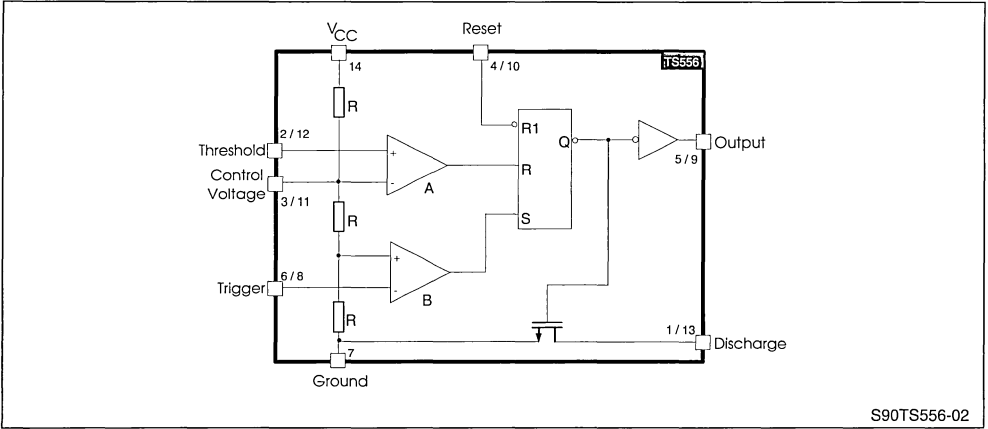 VCC
Reset
14
4 / 10
TS556
R
2 / 12
Threshold
+
R1
Q
Output
5 / 9
Control
Voltage
-
A
R
3 / 11
R
S
6 / 8
Trigger
+
-
B
R
1 / 13
Discharge
7
Ground
S90TS556-02